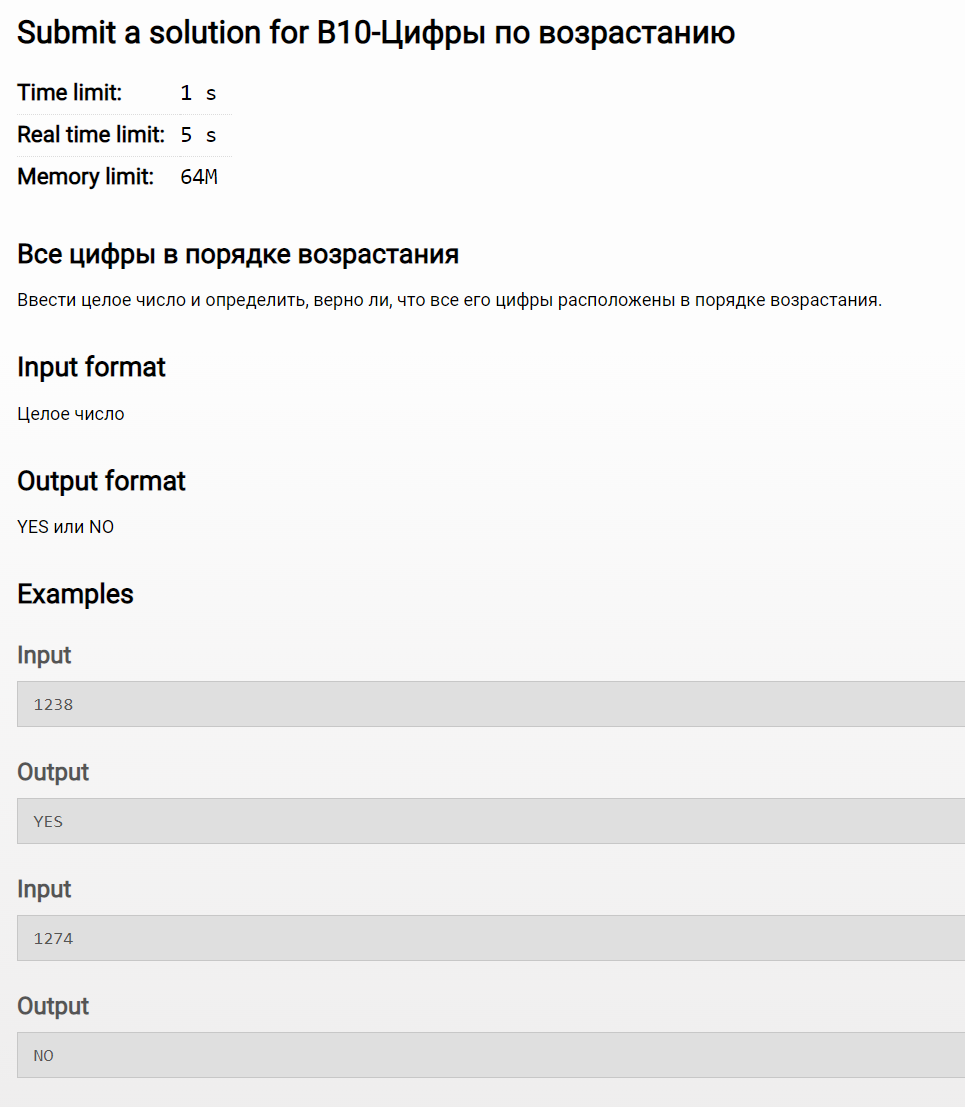 Submit a solution for B10-Цифры по возрастанию
Time limit: 1 s
Real time limit: 5 s
Memory limit: 64M
Все цифры в порядке возрастания
Ввести целое число и определить, верно ли, что все его цифры расположены в порядке возрастания.
Input format
Целое число
Output format
YES или NO
Examples
Input
1238
Output
YES
Input
1274
Output
NO